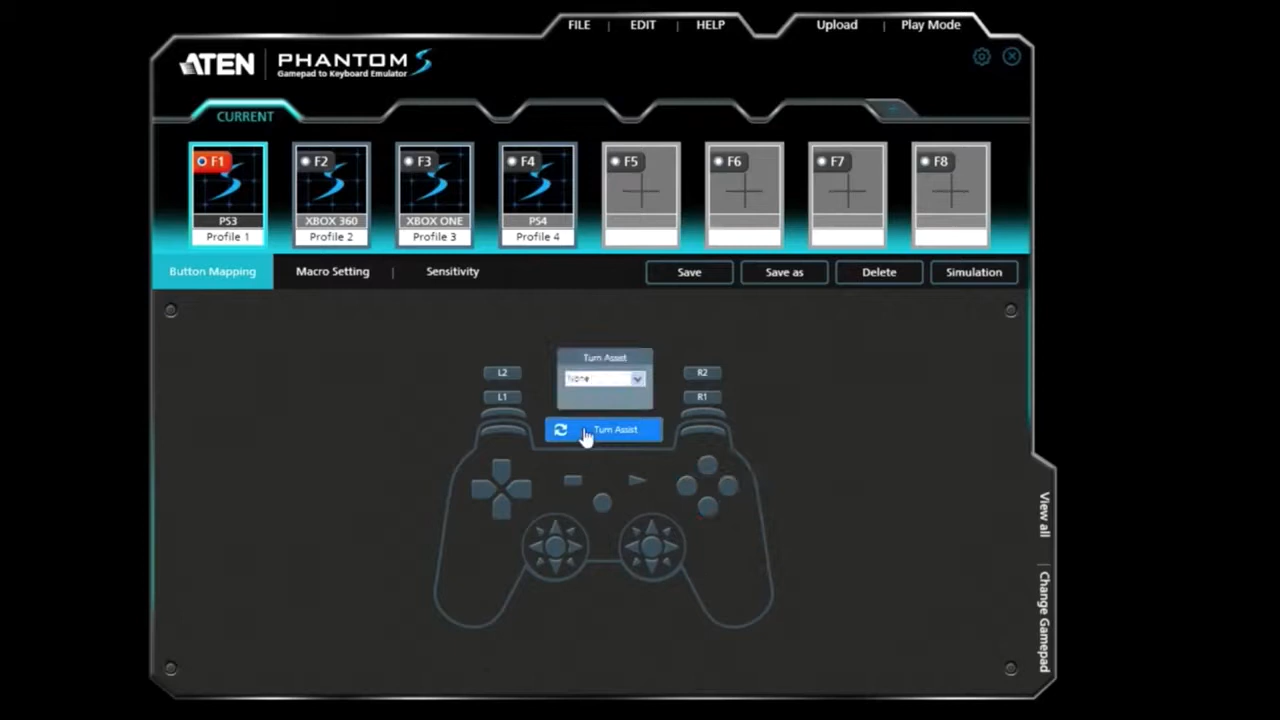 FILE | EDIT | HELP
Upload | Play Mode
ATEN
PHANTOM S
Gamepad to Keyboard Emulator
CURRENT
F1 F2 F3 F4 F5 F6 F7 F8
PS3 XBOX 360 XBOX ONE PS4
Profile 1 Profile 2 Profile 3 Profile 4
Button Mapping Macro Setting | Sensitivity Save Save as Delete Simulation
Turn Assist
None
L2 R2
L1 R1
Turn Assist
View all
Change Gamepad